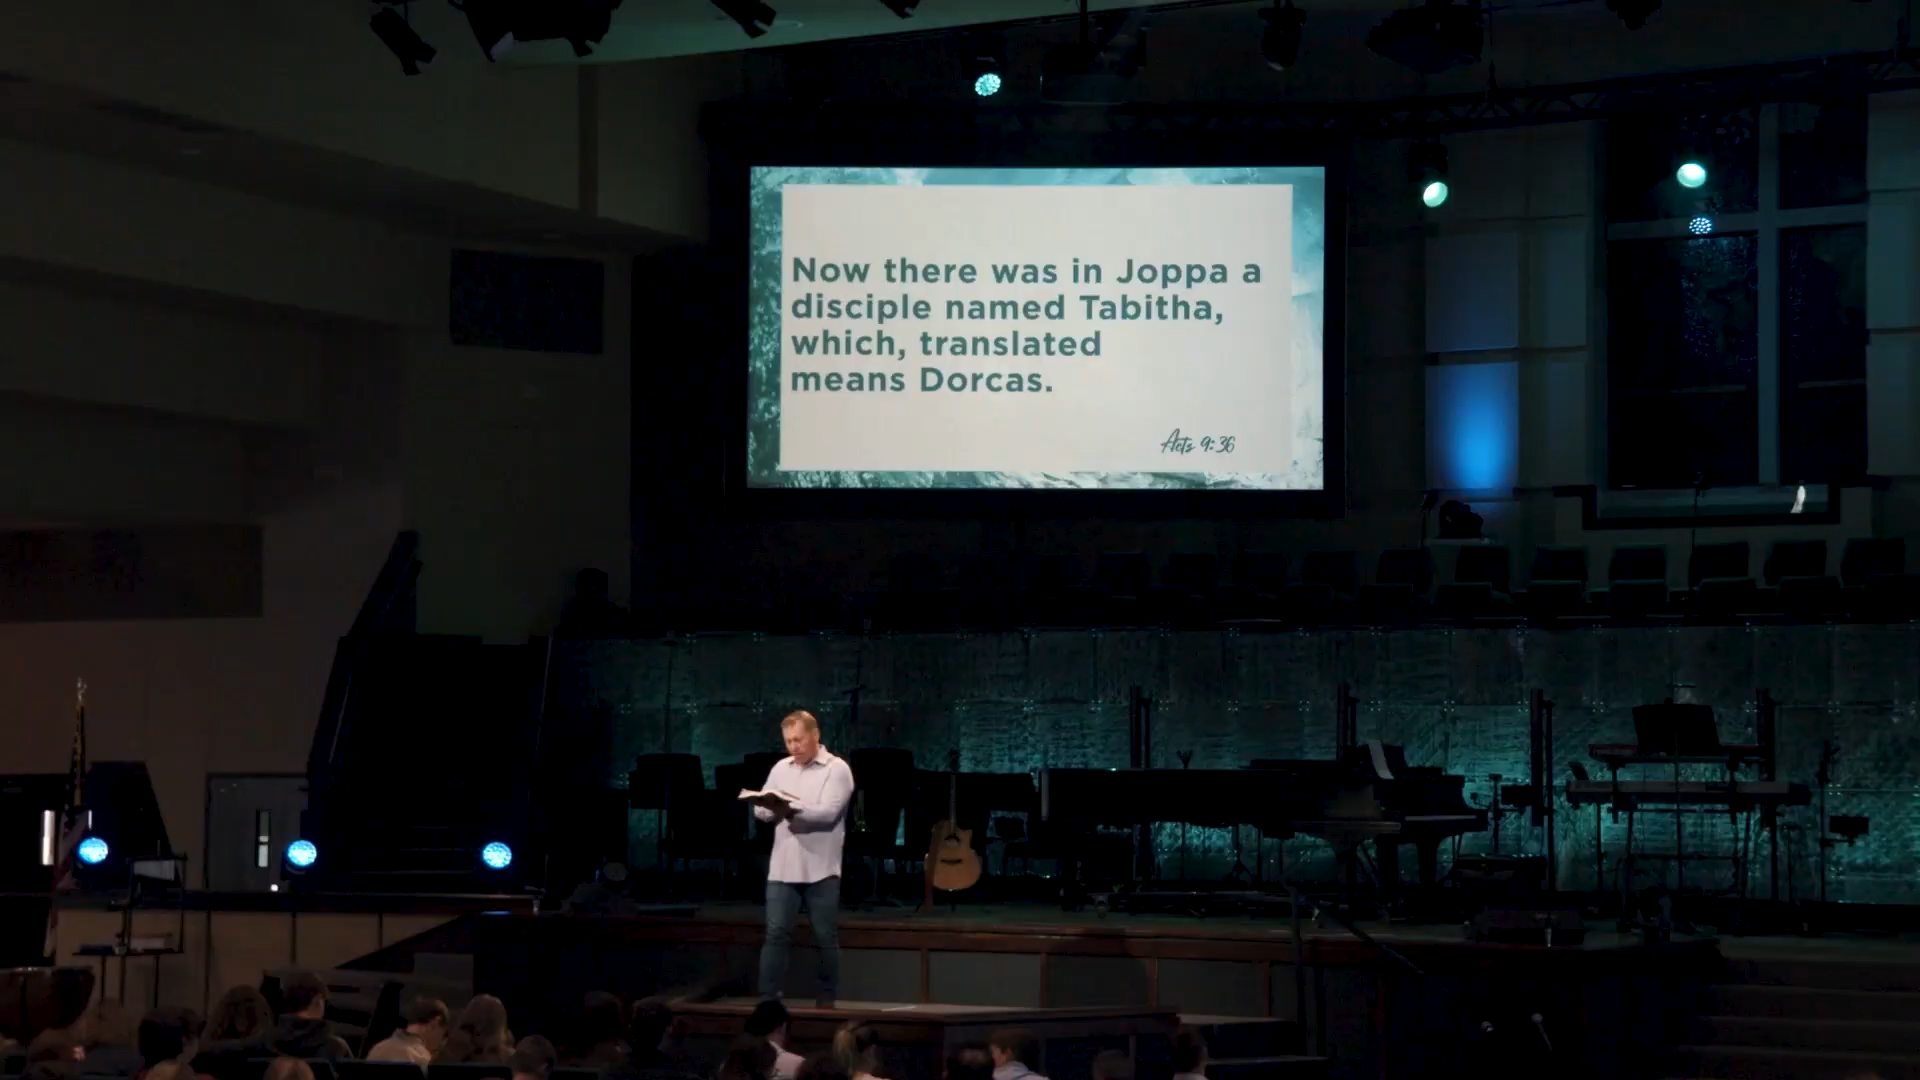 Now there was in Joppa a
disciple named Tabitha,
which, translated
means Dorcas.
Acts 9:36